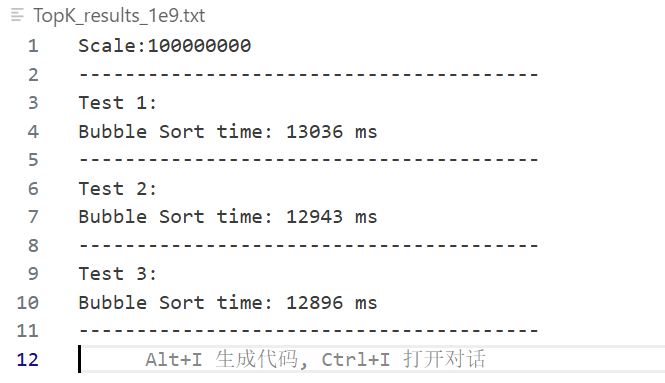 TopK_results_1e9.txt
1 Scale:100000000
2 ----------------------------------------
3 Test 1:
4 Bubble Sort time: 13036 ms
5 ----------------------------------------
6 Test 2:
7 Bubble Sort time: 12943 ms
8 ----------------------------------------
9 Test 3:
10 Bubble Sort time: 12896 ms
11 ----------------------------------------
12 Alt+I 生成代码, Ctrl+I 打开对话